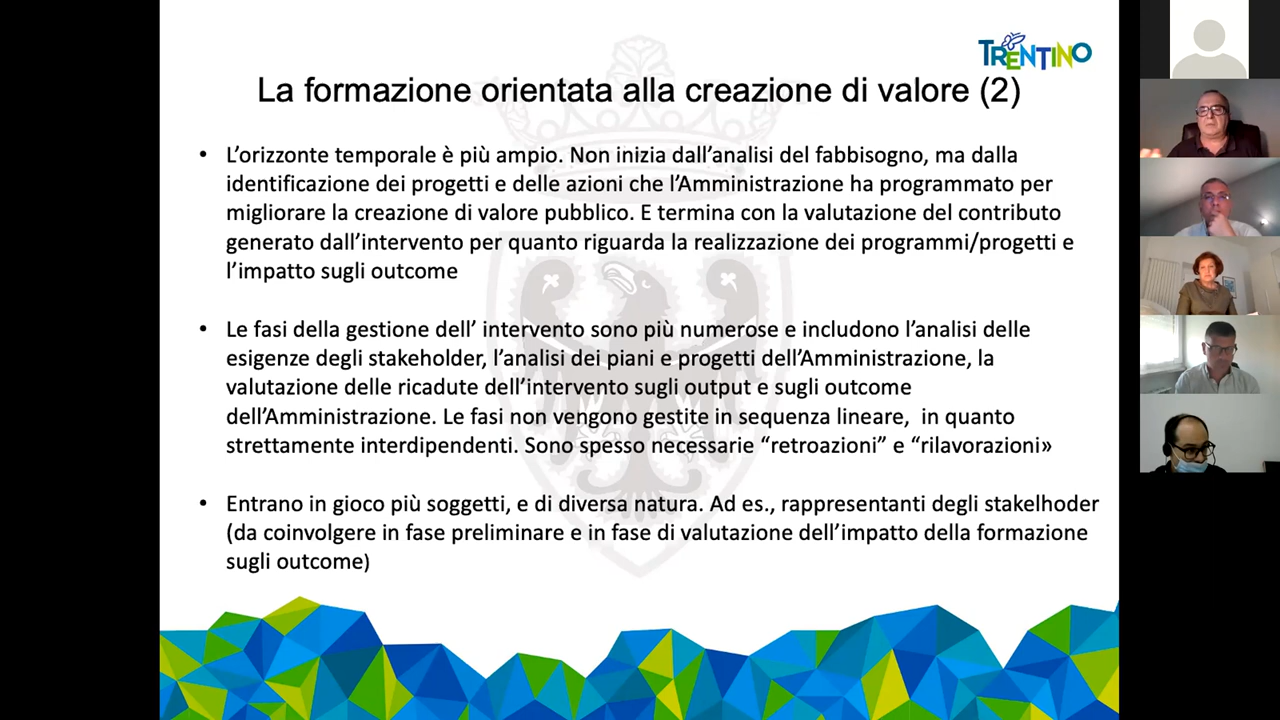 TRENTINO
La formazione orientata alla creazione di valore (2)
• L’orizzonte temporale è più ampio. Non inizia dall’analisi del fabbisogno, ma dalla
identificazione dei progetti e delle azioni che l’Amministrazione ha programmato per
migliorare la creazione di valore pubblico. E termina con la valutazione del contributo
generato dall’intervento per quanto riguarda la realizzazione dei programmi/progetti e
l’impatto sugli outcome
• Le fasi della gestione dell’ intervento sono più numerose e includono l’analisi delle
esigenze degli stakeholder, l’analisi dei piani e progetti dell’Amministrazione, la
valutazione delle ricadute dell’intervento sugli output e sugli outcome
dell’Amministrazione. Le fasi non vengono gestite in sequenza lineare,  in quanto
strettamente interdipendenti. Sono spesso necessarie “retroazioni” e “rilavorazioni»
• Entrano in gioco più soggetti, e di diversa natura. Ad es., rappresentanti degli stakelhoder
(da coinvolgere in fase preliminare e in fase di valutazione dell’impatto della formazione
sugli outcome)